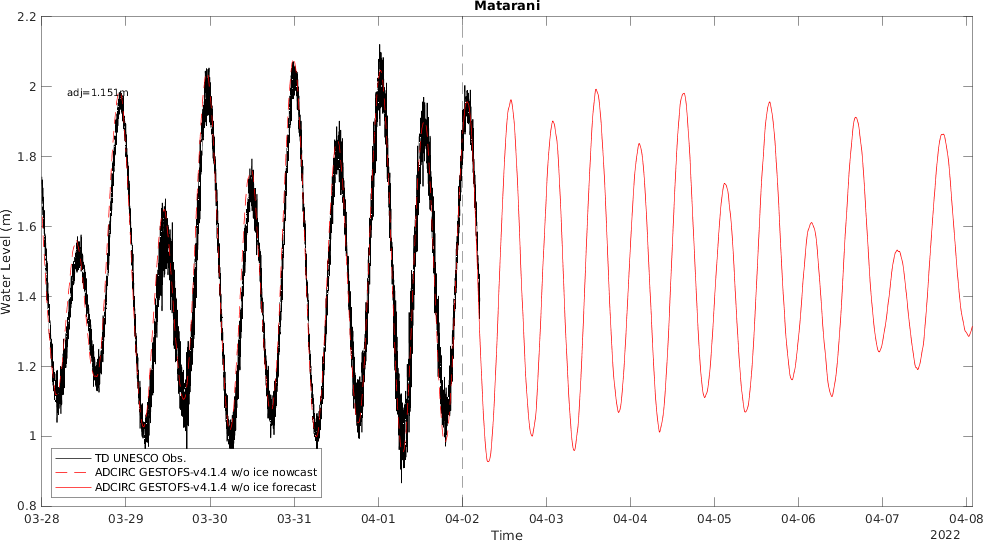 Matarani
2.2
2
1.8
1.6
1.4
1.2
1
0.8
Water Level (m)
adj=1.151m
TD UNESCO Obs.
ADCIRC GESTOFS-v4.1.4 w/o ice nowcast
ADCIRC GESTOFS-v4.1.4 w/o ice forecast
03-28 03-29 03-30 03-31 04-01 04-02 04-03 04-04 04-05 04-06 04-07 04-08
Time
2022